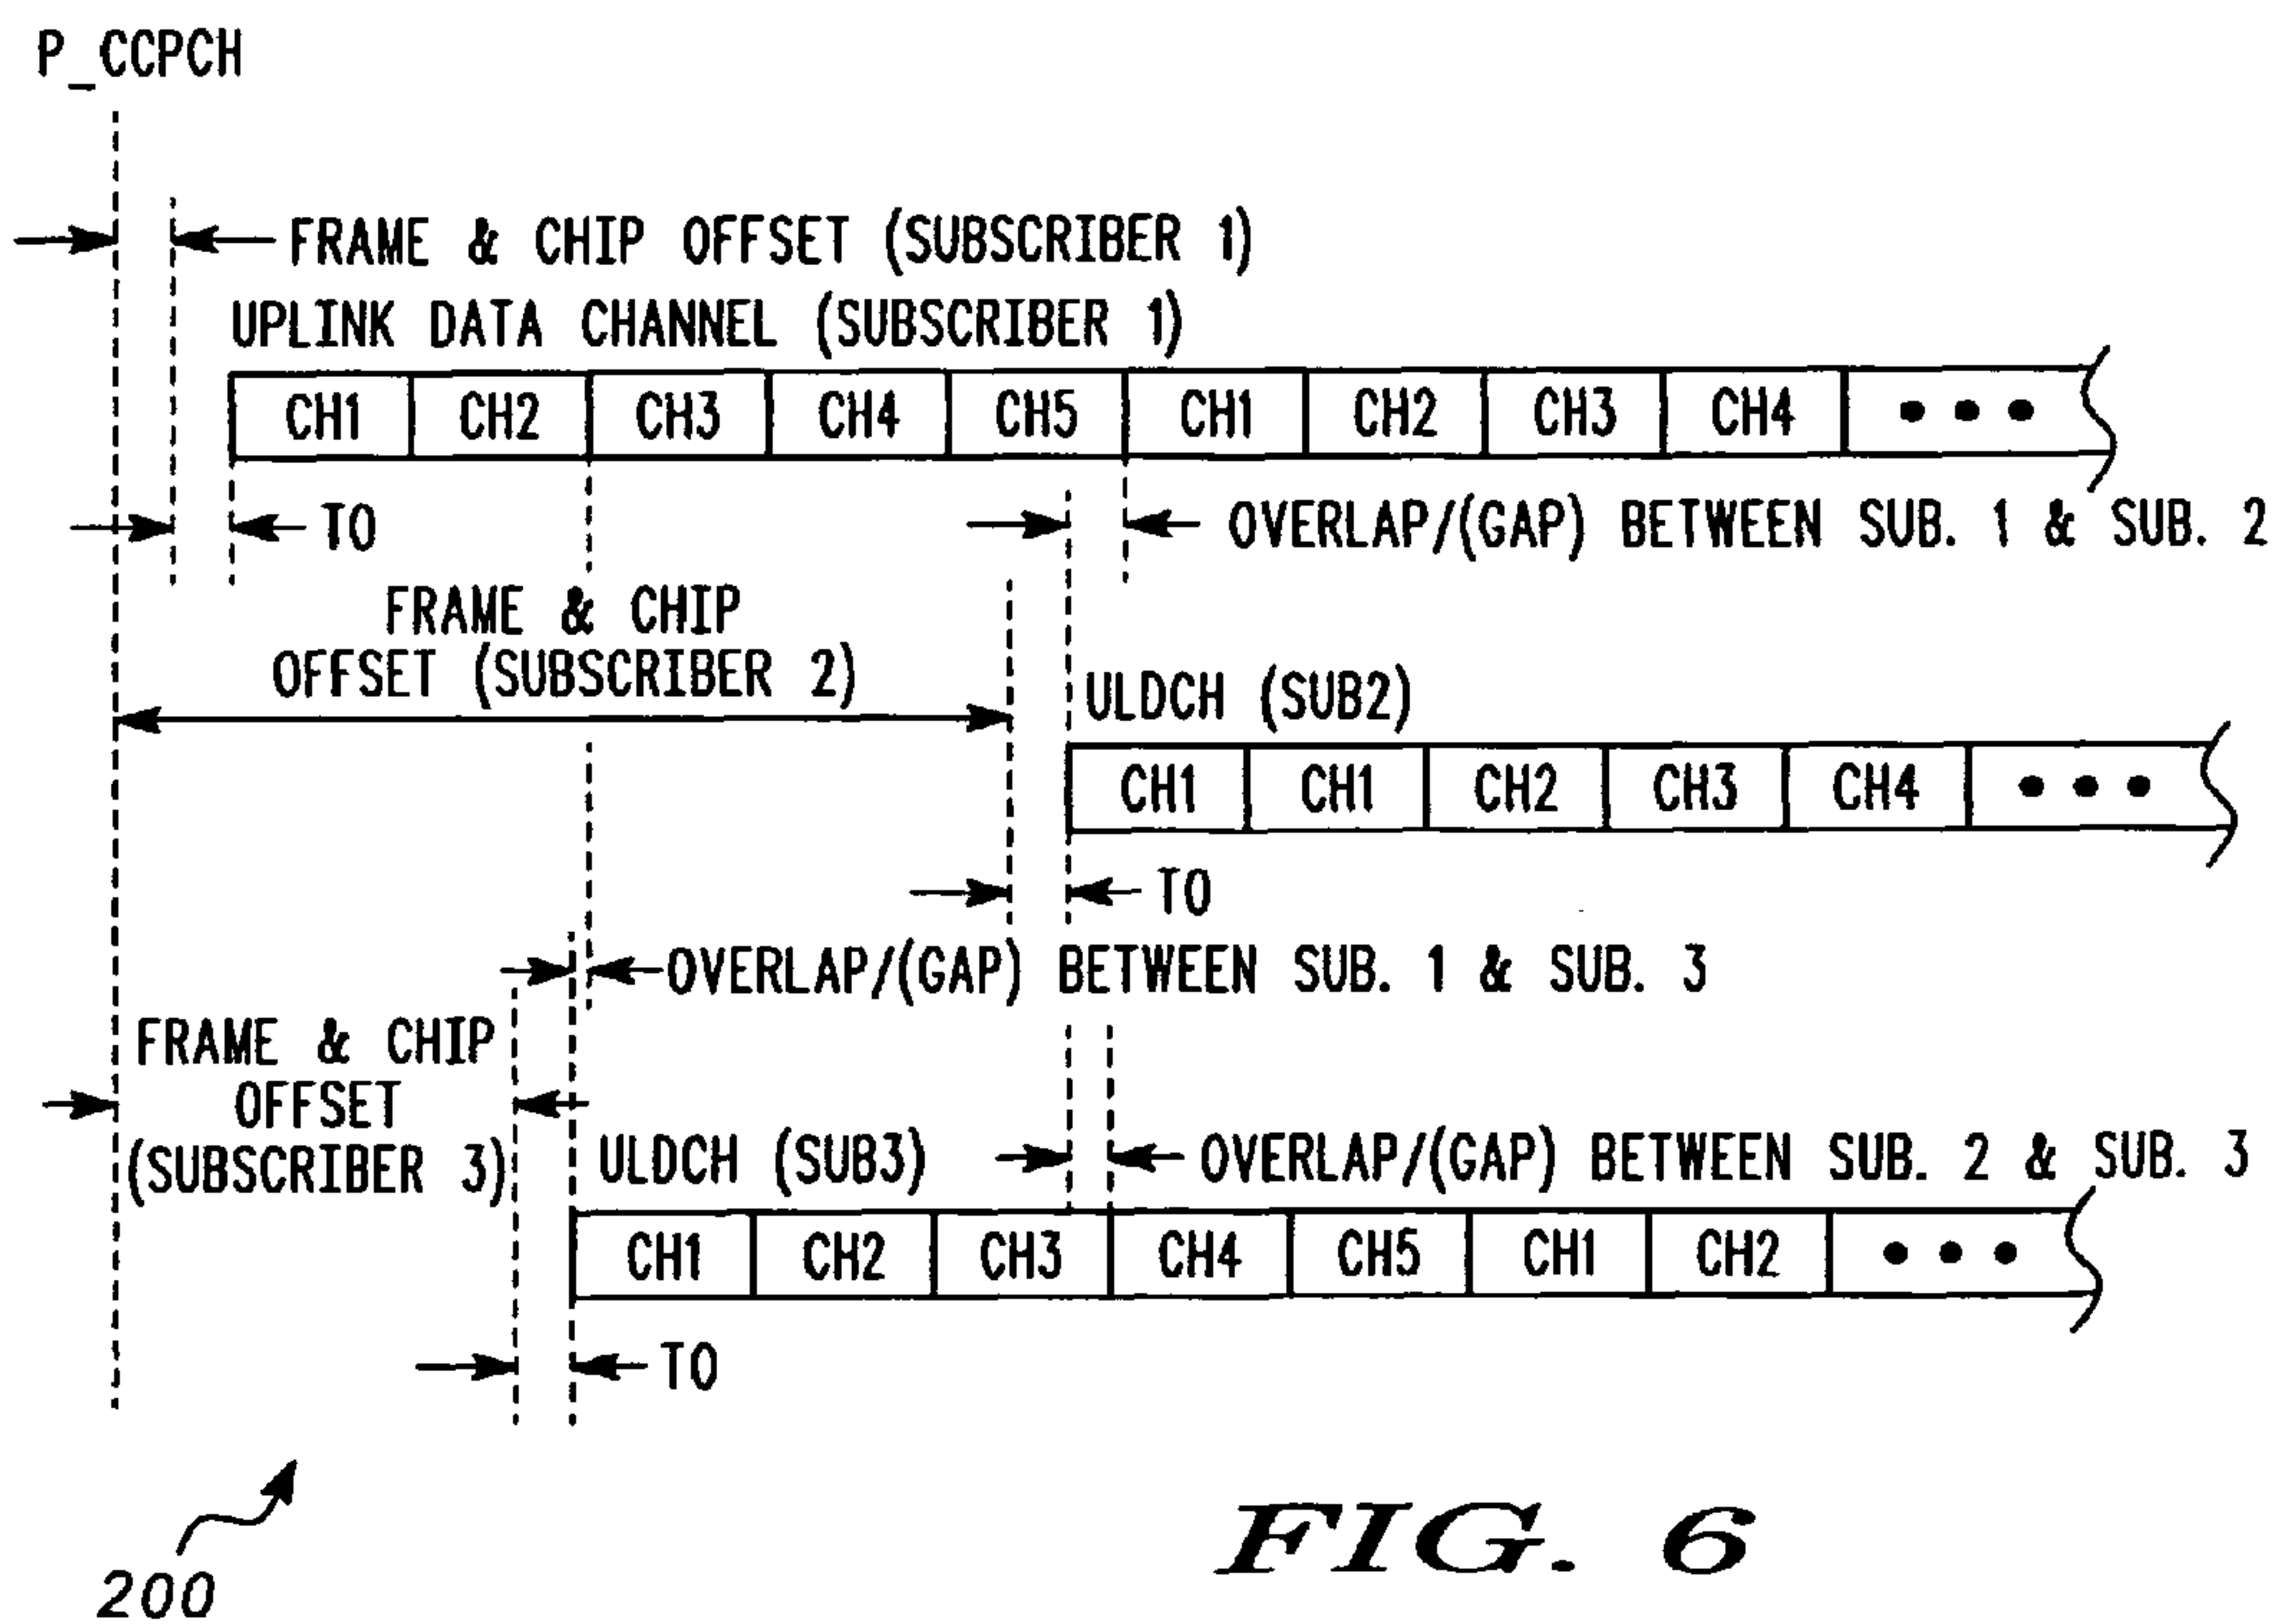 P_CCPCH
FRAME & CHIP OFFSET (SUBSCRIBER 1)
UPLINK DATA CHANNEL (SUBSCRIBER 1)
CH1 CH2 CH3 CH4 CH5 CH1 CH2 CH3 CH4 •••
TO
OVERLAP/(GAP) BETWEEN SUB. 1 & SUB. 2
FRAME & CHIP
OFFSET (SUBSCRIBER 2)
ULDCH (SUB2)
CH1 CH1 CH2 CH3 CH4 •••
TO
OVERLAP/(GAP) BETWEEN SUB. 1 & SUB. 3
FRAME & CHIP
OFFSET
(SUBSCRIBER 3)
ULDCH (SUB3)
OVERLAP/(GAP) BETWEEN SUB. 2 & SUB. 3
CH1 CH2 CH3 CH4 CH5 CH1 CH2 •••
TO
200
FIG. 6